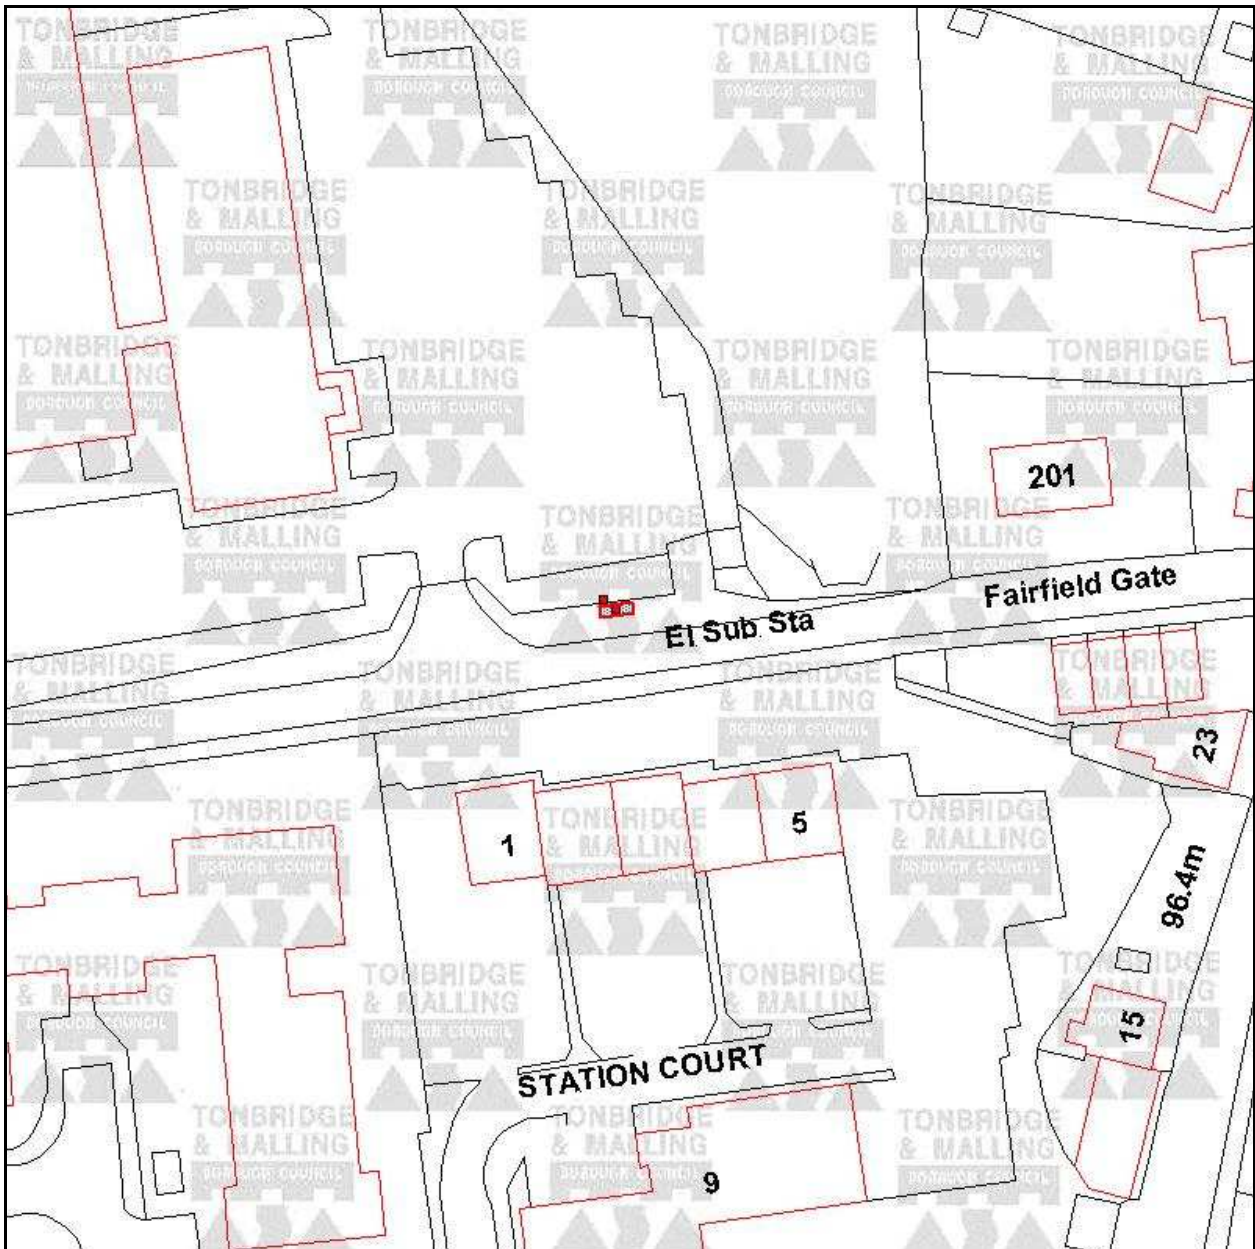 TONBRIDGE
& MALLING
BOROUGH COUNCIL
201
Fairfield Gate
El Sub Sta
23
1
5
96.4m
15
STATION COURT
9